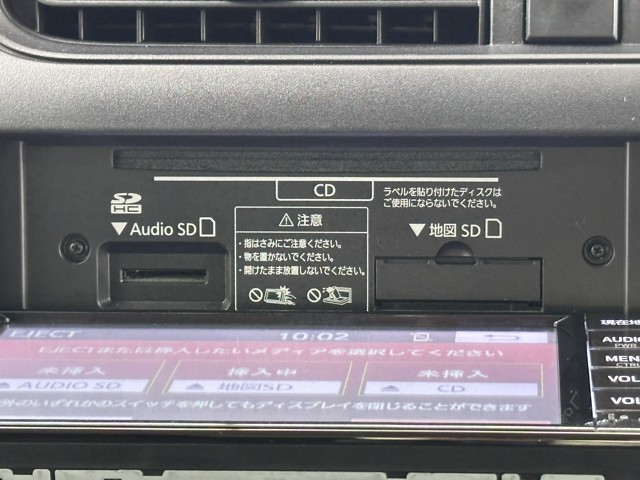 CD
ラベルを貼り付けたディスクは
ご使用にならないでください。
SD
HC
▼Audio SD
⚠注意
・指はさみにご注意ください。
・物を置かないでください。
・開けたまま放置しないでください。
▼地図 SD
EJECT 10:02
EJECTまたは挿入したいメディアを選択してください
未挿入 挿入中 未挿入
AUDIO SD 地図SD CD
外のいずれかのスイッチを押してもディスプレイを閉じることができます
現在地
AUDIO
PWR
MENU
CTRL
VOL
VOL